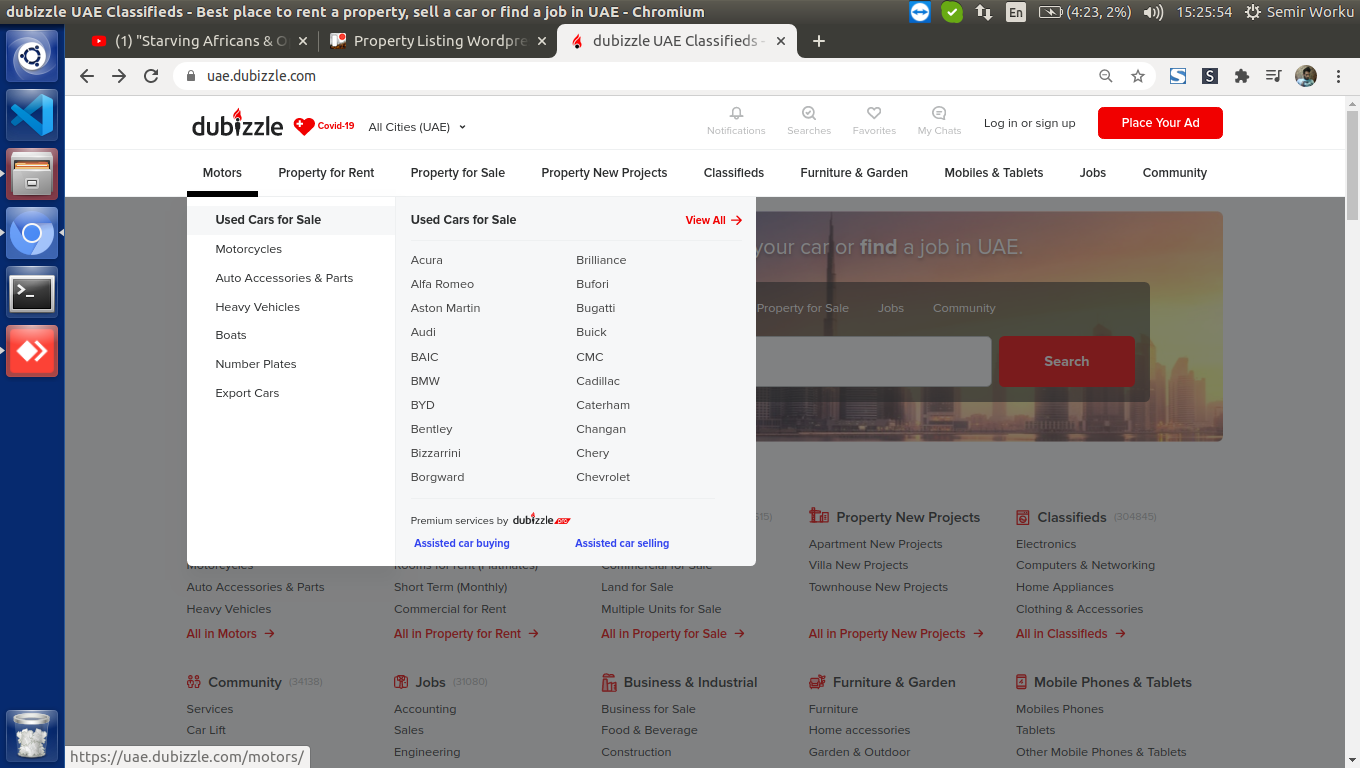 dubizzle UAE Classifieds - Best place to rent a property, sell a car or find a job in UAE - Chromium
En
(4:23, 2%)
15:25:54
Semir Worku
(1) "Starving Africans & O
Property Listing Wordpre
dubizzle UAE Classifieds -
uae.dubizzle.com
S
S
dubizzle
Covid-19
All Cities (UAE)
Notifications
Searches
Favorites
My Chats
Log in or sign up
Place Your Ad
Motors
Property for Rent
Property for Sale
Property New Projects
Classifieds
Furniture & Garden
Mobiles & Tablets
Jobs
Community
Used Cars for Sale
Motorcycles
Auto Accessories & Parts
Heavy Vehicles
Boats
Number Plates
Export Cars
Used Cars for Sale
View All
Acura
Alfa Romeo
Aston Martin
Audi
BAIC
BMW
BYD
Bentley
Bizzarrini
Borgward
Brilliance
Bufori
Bugatti
Buick
CMC
Cadillac
Caterham
Changan
Chery
Chevrolet
Premium services by dubizzle PRO
Assisted car buying
Assisted car selling
your car or find a job in UAE.
Property for Sale
Jobs
Community
Search
Motorcycles
Auto Accessories & Parts
Heavy Vehicles
All in Motors
Rooms for rent (Flatmates)
Short Term (Monthly)
Commercial for Rent
All in Property for Rent
Commercial for Sale
Land for Sale
Multiple Units for Sale
All in Property for Sale
Property New Projects
Apartment New Projects
Villa New Projects
Townhouse New Projects
All in Property New Projects
Classifieds (304845)
Electronics
Computers & Networking
Home Appliances
Clothing & Accessories
All in Classifieds
Community (34138)
Services
Car Lift
Jobs (31080)
Accounting
Sales
Engineering
Business & Industrial
Business for Sale
Food & Beverage
Construction
Furniture & Garden
Furniture
Home accessories
Garden & Outdoor
Mobile Phones & Tablets
Mobiles Phones
Tablets
Other Mobile Phones & Tablets
https://uae.dubizzle.com/motors/